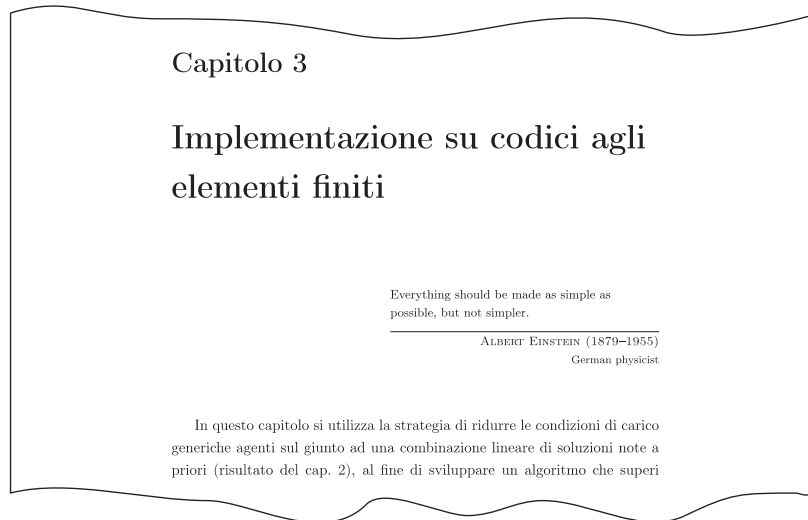 Capitolo 3
Implementazione su codici agli
elementi finiti
Everything should be made as simple as
possible, but not simpler.
Albert Einstein (1879–1955)
German physicist
In questo capitolo si utilizza la strategia di ridurre le condizioni di carico
generiche agenti sul giunto ad una combinazione lineare di soluzioni note a
priori (risultato del cap. 2), al fine di sviluppare un algoritmo che superi